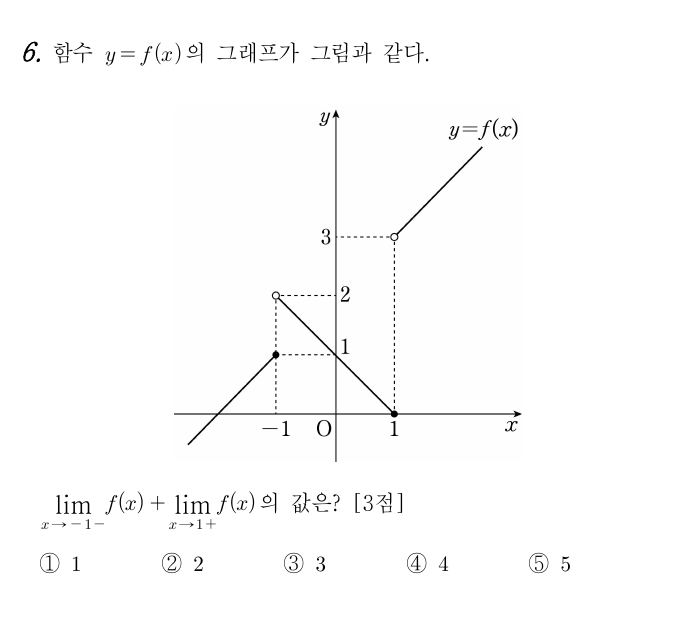 6. 함수 y=f(x)의 그래프가 그림과 같다.
y
y=f(x)
3
2
1
-1 O 1 x
lim f(x)+ lim f(x)의 값은? [3점]
x→-1- x→1+
① 1 ② 2 ③ 3 ④ 4 ⑤ 5